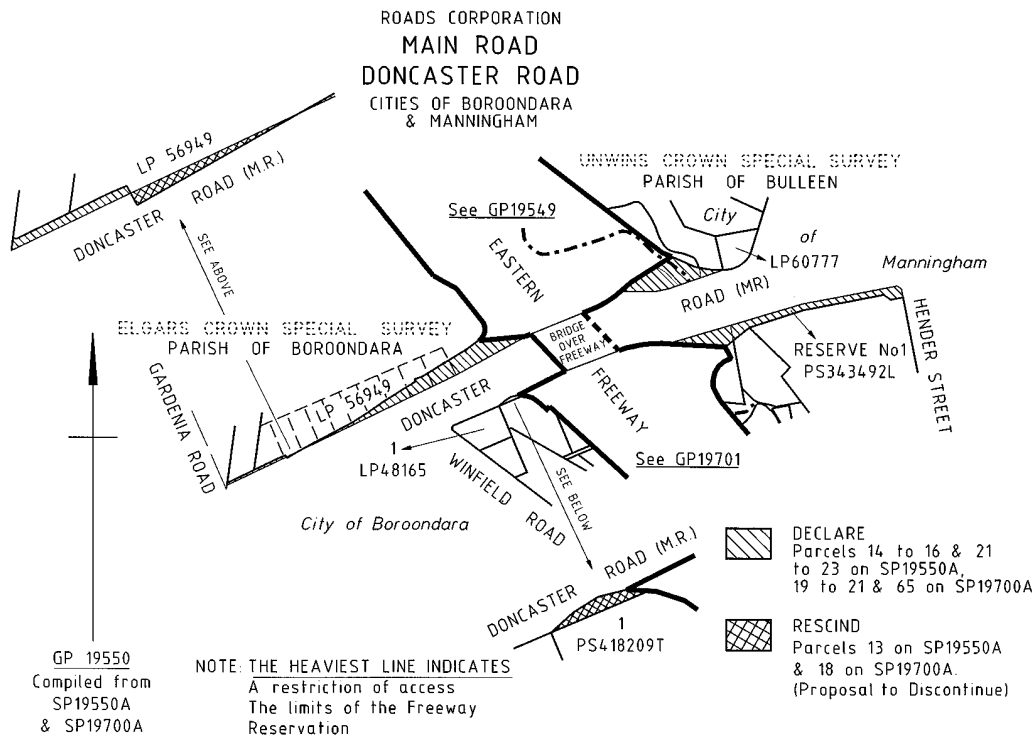 ROADS CORPORATION
MAIN ROAD
DONCASTER ROAD
CITIES OF BOROONDARA
& MANNINGHAM
LP 56949
DONCASTER ROAD (M.R.)
SEE ABOVE
UNWINS CROWN SPECIAL SURVEY
PARISH OF BULLEEN
See GP19549
City
of
Manningham
LP60777
EASTERN
ROAD (MR)
ELGARS CROWN SPECIAL SURVEY
PARISH OF BOROONDARA
BRIDGE
OVER
FREEWAY
HENDER STREET
RESERVE No1
PS343492L
GARDENIA ROAD
LP 56949
DONCASTER
FREEWAY
1
LP48165
See GP19701
WINFIELD ROAD
SEE BELOW
City of Boroondara
DONCASTER ROAD (M.R.)
1
PS418209T
DECLARE
Parcels 14 to 16 & 21
to 23 on SP19550A,
19 to 21 & 65 on SP19700A
RESCIND
Parcels 13 on SP19550A
& 18 on SP19700A.
(Proposal to Discontinue)
GP 19550
Compiled from
SP19550A
& SP19700A
NOTE: THE HEAVIEST LINE INDICATES
A restriction of access
The limits of the Freeway
Reservation